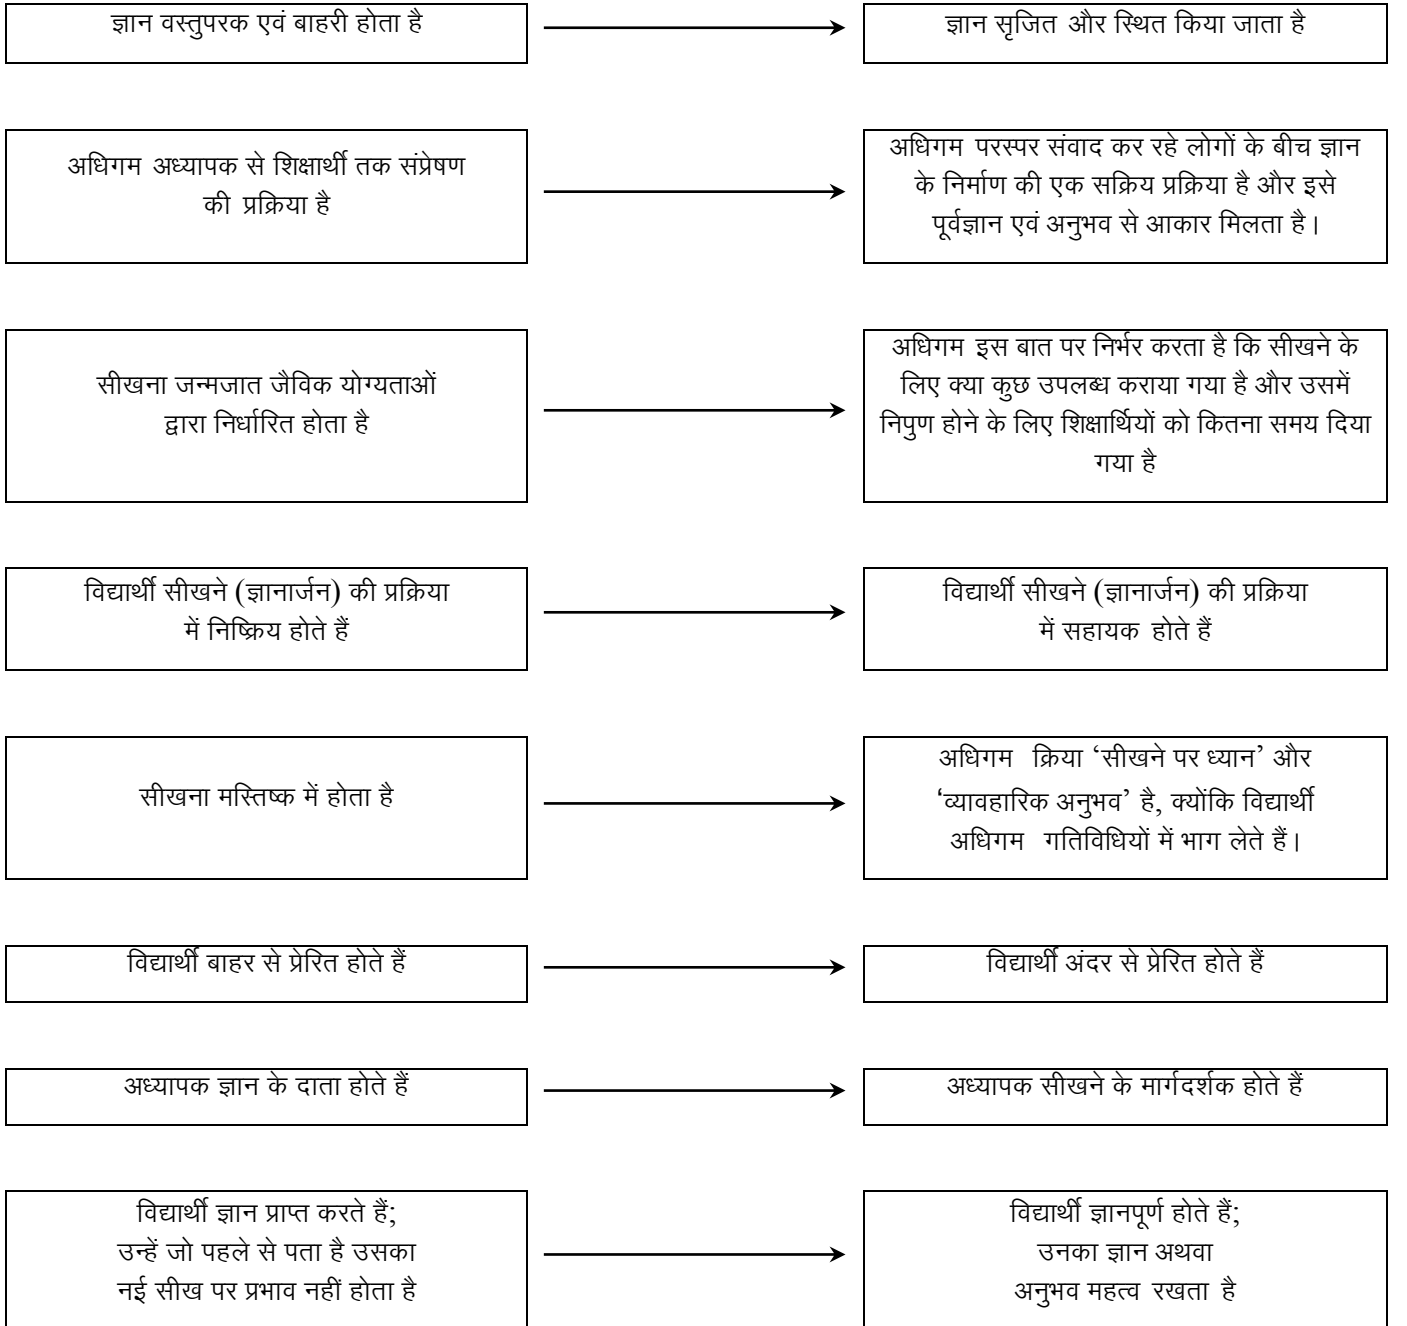 ज्ञान वस्तुपरक एवं बाहरी होता है
ज्ञान सृजित और स्थित किया जाता है
अधिगम अध्यापक से शिक्षार्थी तक संप्रेषण
की प्रक्रिया है
अधिगम परस्पर संवाद कर रहे लोगों के बीच ज्ञान
के निर्माण की एक सक्रिय प्रक्रिया है और इसे
पूर्वज्ञान एवं अनुभव से आकार मिलता है।
सीखना जन्मजात जैविक योग्यताओं
द्वारा निर्धारित होता है
अधिगम इस बात पर निर्भर करता है कि सीखने के
लिए क्या कुछ उपलब्ध कराया गया है और उसमें
निपुण होने के लिए शिक्षार्थियों को कितना समय दिया
गया है
विद्यार्थी सीखने (ज्ञानार्जन) की प्रक्रिया
में निष्क्रिय होते हैं
विद्यार्थी सीखने (ज्ञानार्जन) की प्रक्रिया
में सहायक होते हैं
सीखना मस्तिष्क में होता है
अधिगम क्रिया ‘सीखने पर ध्यान’ और
‘व्यावहारिक अनुभव’ है, क्योंकि विद्यार्थी
अधिगम गतिविधियों में भाग लेते हैं।
विद्यार्थी बाहर से प्रेरित होते हैं
विद्यार्थी अंदर से प्रेरित होते हैं
अध्यापक ज्ञान के दाता होते हैं
अध्यापक सीखने के मार्गदर्शक होते हैं
विद्यार्थी ज्ञान प्राप्त करते हैं;
उन्हें जो पहले से पता है उसका
नई सीख पर प्रभाव नहीं होता है
विद्यार्थी ज्ञानपूर्ण होते हैं;
उनका ज्ञान अथवा
अनुभव महत्व रखता है